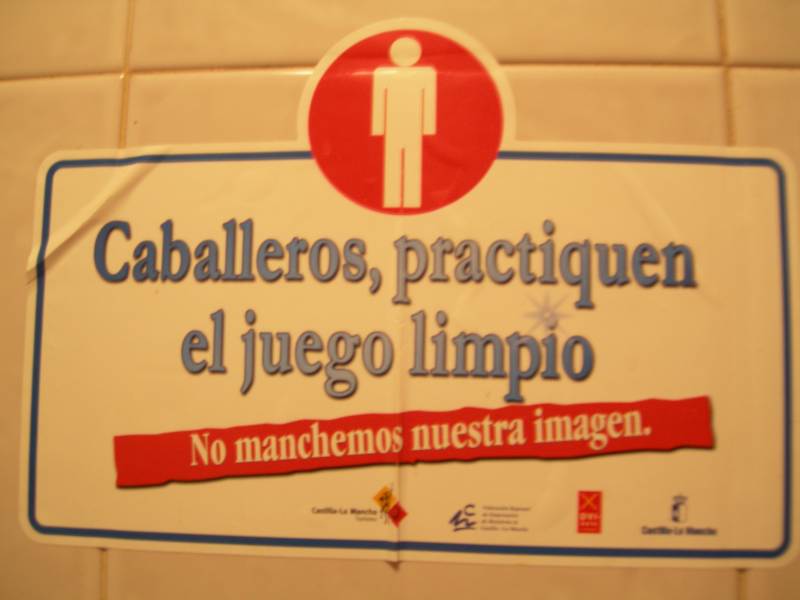 Caballeros, practiquen
el juego limpio
No manchemos nuestra imagen.
Castilla-La Mancha
Castilla-La Mancha